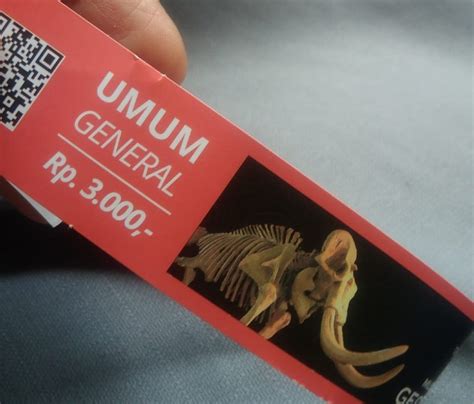 UMUM
GENERAL
Rp. 3.000,-